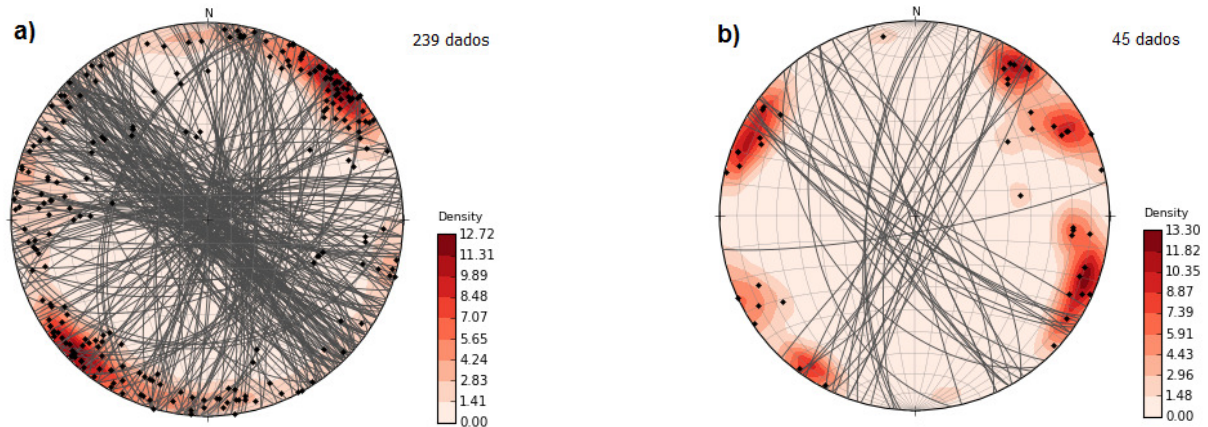 a)
N
239 dados
Density
12.72
11.31
9.89
8.48
7.07
5.65
4.24
2.83
1.41
0.00
b)
N
45 dados
Density
13.30
11.82
10.35
8.87
7.39
5.91
4.43
2.96
1.48
0.00